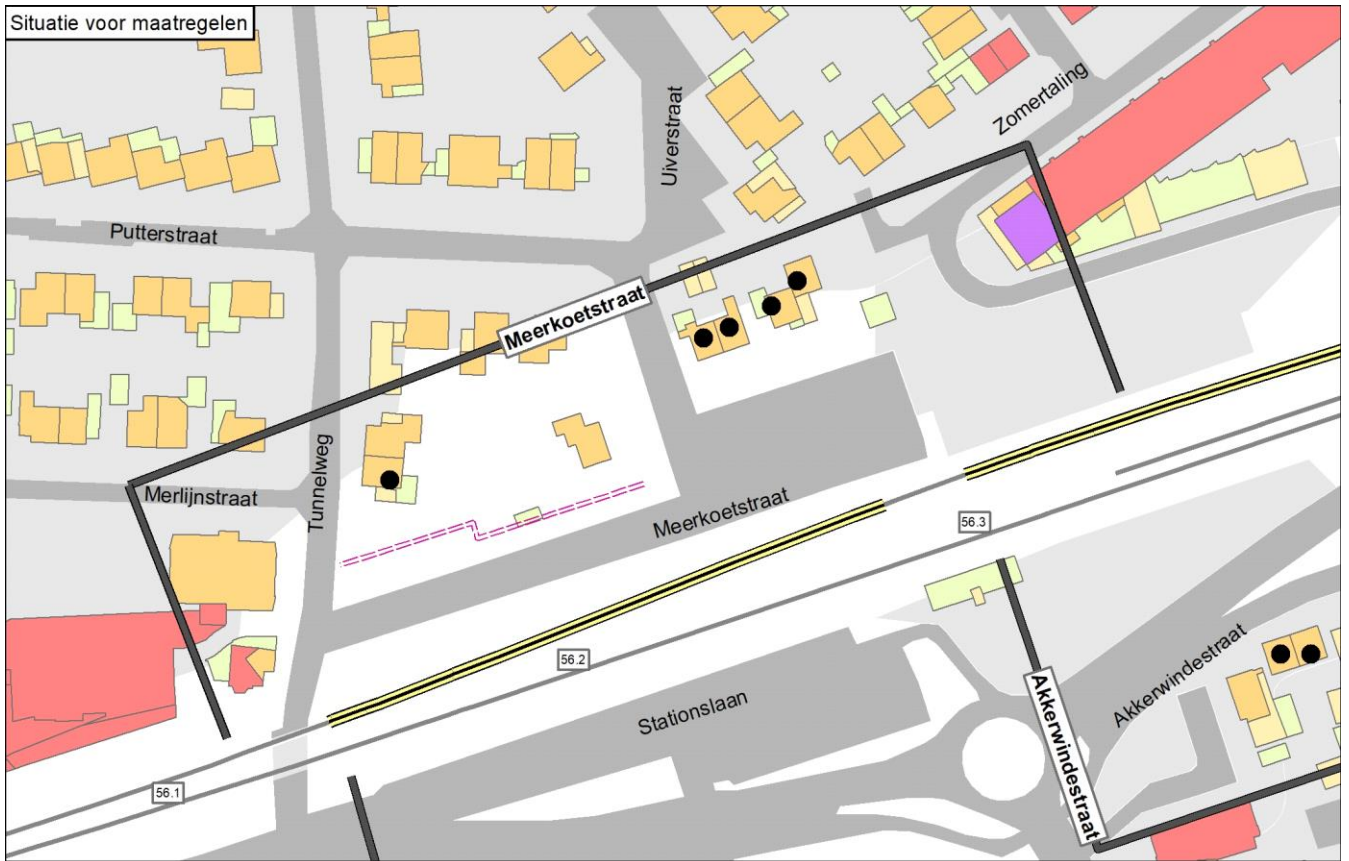 Situatie voor maatregelen
Zomertaling
Uiverstraat
Putterstraat
Meerkoetstraat
Merlijnstraat
Tunnelweg
Meerkoetstraat
56.3
56.2
Akkerwindestraat
Akkerwindestraat
Stationslaan
56.1